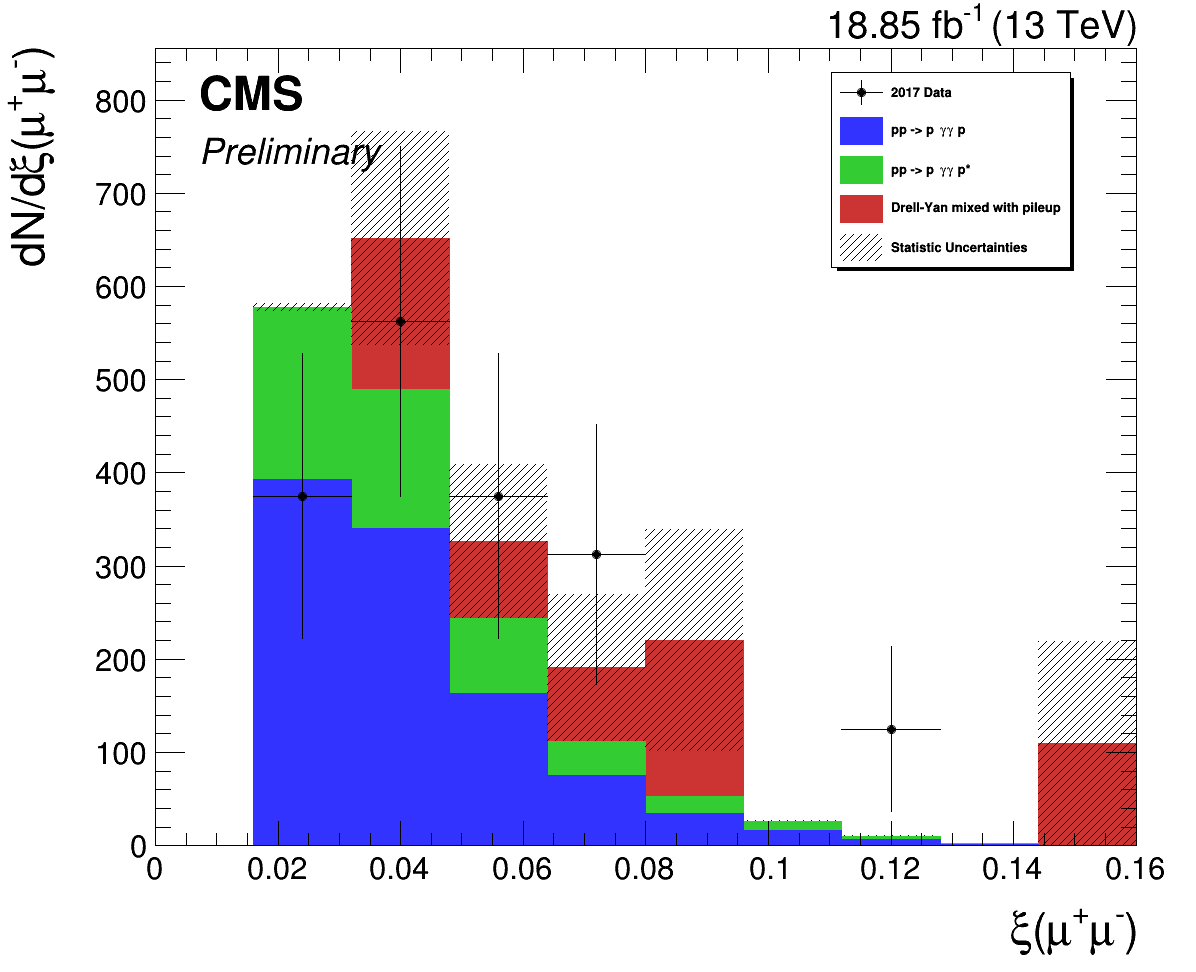 18.85 fb⁻¹ (13 TeV)
dN/dξ(μ⁺μ⁻)
CMS
Preliminary
2017 Data
pp -> p γγ p
pp -> p γγ p*
Drell-Yan mixed with pileup
Statistic Uncertainties
800
700
600
500
400
300
200
100
0
0 0.02 0.04 0.06 0.08 0.1 0.12 0.14 0.16
ξ(μ⁺μ⁻)